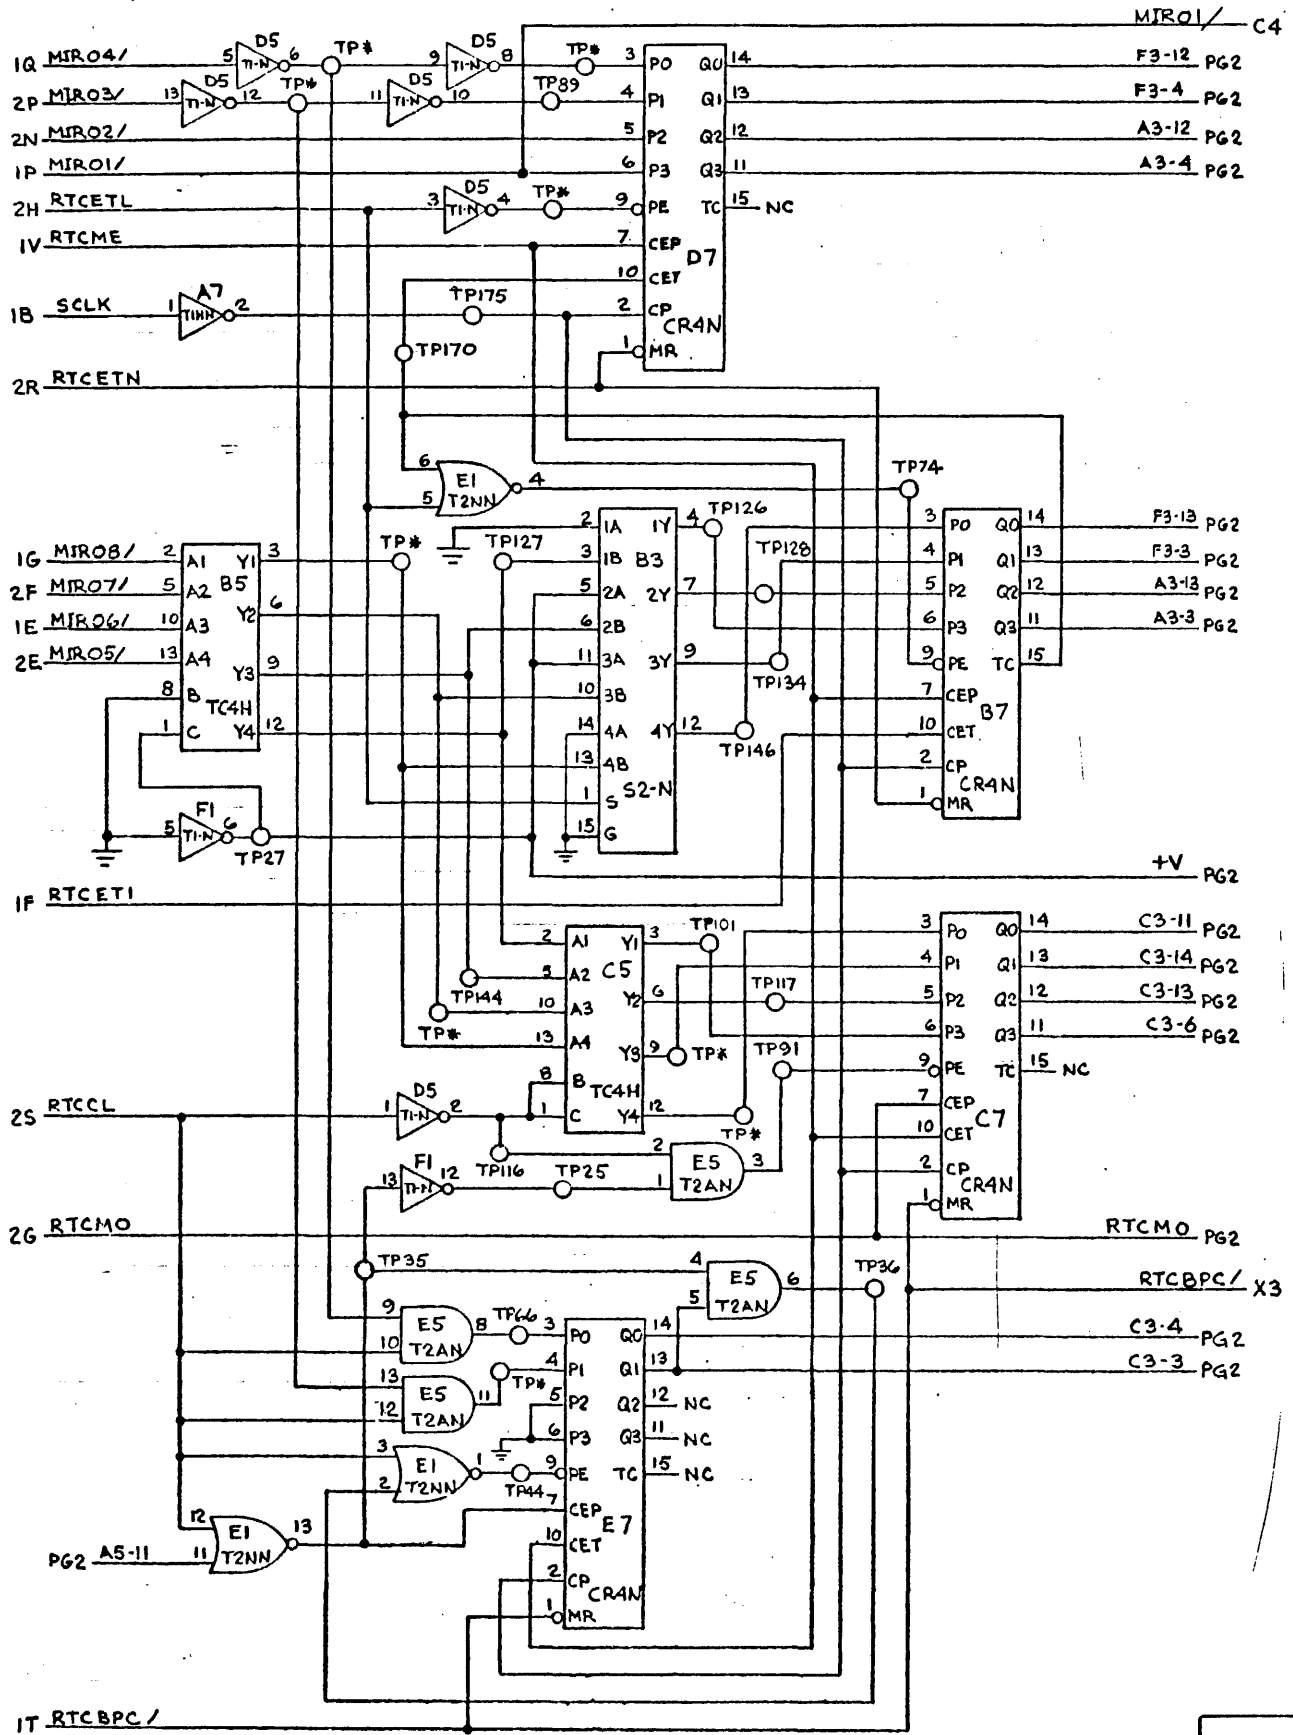 MIR01/ C4
1Q MIR04/ 5 D5 T1-N 6 TP* 9 D5 T1-N 8 TP* 3 P0 Q0 14 F3-12 PG2
2P MIR03/ 13 D5 T1-N 12 TP* 11 T1-N 10 TP89 4 P1 Q1 13 F3-4 PG2
2N MIR02/ 5 P2 Q2 12 A3-12 PG2
1P MIR01/ 6 P3 Q3 11 A3-4 PG2
2H RTCETL 3 D5 T1-N 4 TP* 9 PE TC 15 NC
1V RTCME 7 CEP
D7
10 CET
1B SCLK 1 A7 T1HN 2 TP175 2 CP
CR4N
TP170 1 MR
2R RTCETN
6 E1 4 TP74
5 T2NN
2 1A 1Y 4 TP126 3 P0 Q0 14 F3-13 PG2
1G MIR08/ 2 A1 Y1 3 TP* TP127 3 1B B3 TP128 4 P1 Q1 13 F3-3 PG2
B5
2F MIR07/ 5 A2 Y2 6 5 2A 2Y 7 5 P2 Q2 12 A3-13 PG2
1E MIR06/ 10 A3 6 2B 6 P3 Q3 11 A3-3 PG2
2E MIR05/ 13 A4 Y3 9 11 3A 3Y 9 TP134 9 PE TC 15
8 B 10 3B 7 CEP
TC4H B7
1 C Y4 12 14 4A 4Y 12 TP146 10 CET
13 4B 2 CP
S2-N CR4N
1 S 1 MR
5 F1 T1-N 6 TP27 15 G
+V PG2
1F RTCET1
2 A1 Y1 3 TP101 3 P0 Q0 14 C3-11 PG2
C5
TP144 5 A2 4 P1 Q1 13 C3-14 PG2
TP* 10 A3 Y2 6 TP117 5 P2 Q2 12 C3-13 PG2
13 A4 6 P3 Q3 11 C3-6 PG2
Y3 9 TP* TP91 9 PE TC 15 NC
8 B TC4H 7 CEP
2S RTCCL 1 D5 T1-N 2 1 C Y4 12 TP* C7
10 CET
TP116 2 E5 3
13 F1 T1-N 12 TP25 1 T2AN 2 CP
CR4N
1 MR
2G RTCMO RTCMO PG2
TP35 4 E5 6 TP36 RTCBPC/ X3
5 T2AN
9 E5 8 TP66 3 P0 Q0 14 C3-4 PG2
10 T2AN
13 E5 11 TP* 4 P1 Q1 13 C3-3 PG2
12 T2AN 5 P2 Q2 12 NC
6 P3 Q3 11 NC
3 E1 1 TP44 9 PE TC 15 NC
2 T2NN
7 CEP
12 E1 13 E7
PG2 A5-11 11 T2NN 10 CET
2 CP
CR4N
1 MR
1T RTCBPC/